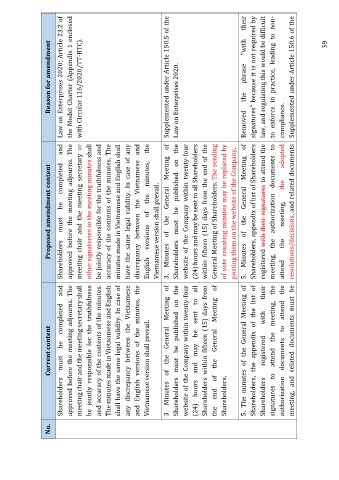 No.
Current content
Proposed amendment content
Reason for amendment
Shareholders must be completed and
approved before the meeting adjourns. The
meeting chair and the meeting secretary shall
be jointly responsible for the truthfulness
and accuracy of the contents of the minutes.
The minutes made in Vietnamese and English
shall have the same legal validity. In case of
any discrepancy between the Vietnamese
and English versions of the minutes, the
Vietnamese version shall prevail.
Shareholders must be completed and
approved before the meeting adjourns. The
meeting chair and the meeting secretary or
other signatories to the meeting minutes shall
be jointly responsible for the truthfulness and
accuracy of the contents of the minutes. The
minutes made in Vietnamese and English shall
have the same legal validity. In case of any
discrepancy between the Vietnamese and
English versions of the minutes, the
Vietnamese version shall prevail.
Law on Enterprises 2020; Article 23.2 of
the Model Charter (Appendix 1 enclosed
with Circular 116/2020/TT-BTC).
3. Minutes of the General Meeting of
Shareholders must be published on the
website of the Company within twenty-four
(24) hours and may be sent to all
Shareholders within fifteen (15) days from
the end of the General Meeting of
Shareholders.
3. Minutes of the General Meeting of
Shareholders must be published on the
website of the Company within twenty-four
(24) hours and may be sent to all Shareholders
within fifteen (15) days from the end of the
General Meeting of Shareholders. The sending
of vote counting minutes may be replaced by
posting them on the website of the Company.
Supplemented under Article 150.5 of the
Law on Enterprises 2020.
5. The minutes of the General Meeting of
Shareholders, the appendix of the list of
Shareholders registered with their
signatures to attend the meeting, the
authorization documents to attend the
meeting, and related documents must be
5. Minutes of the General Meeting of
Shareholders, appendix of list of Shareholders
registered with their signatures to attend the
meeting, the authorization documents to
attend the meeting, the adopted
resolutions/decisions, and related documents
Removed the phrase "with their
signatures" because it is not required by
law, and regulating this would be difficult
to enforce in practice, leading to non-
compliance.
Supplemented under Article 150.6 of the
59